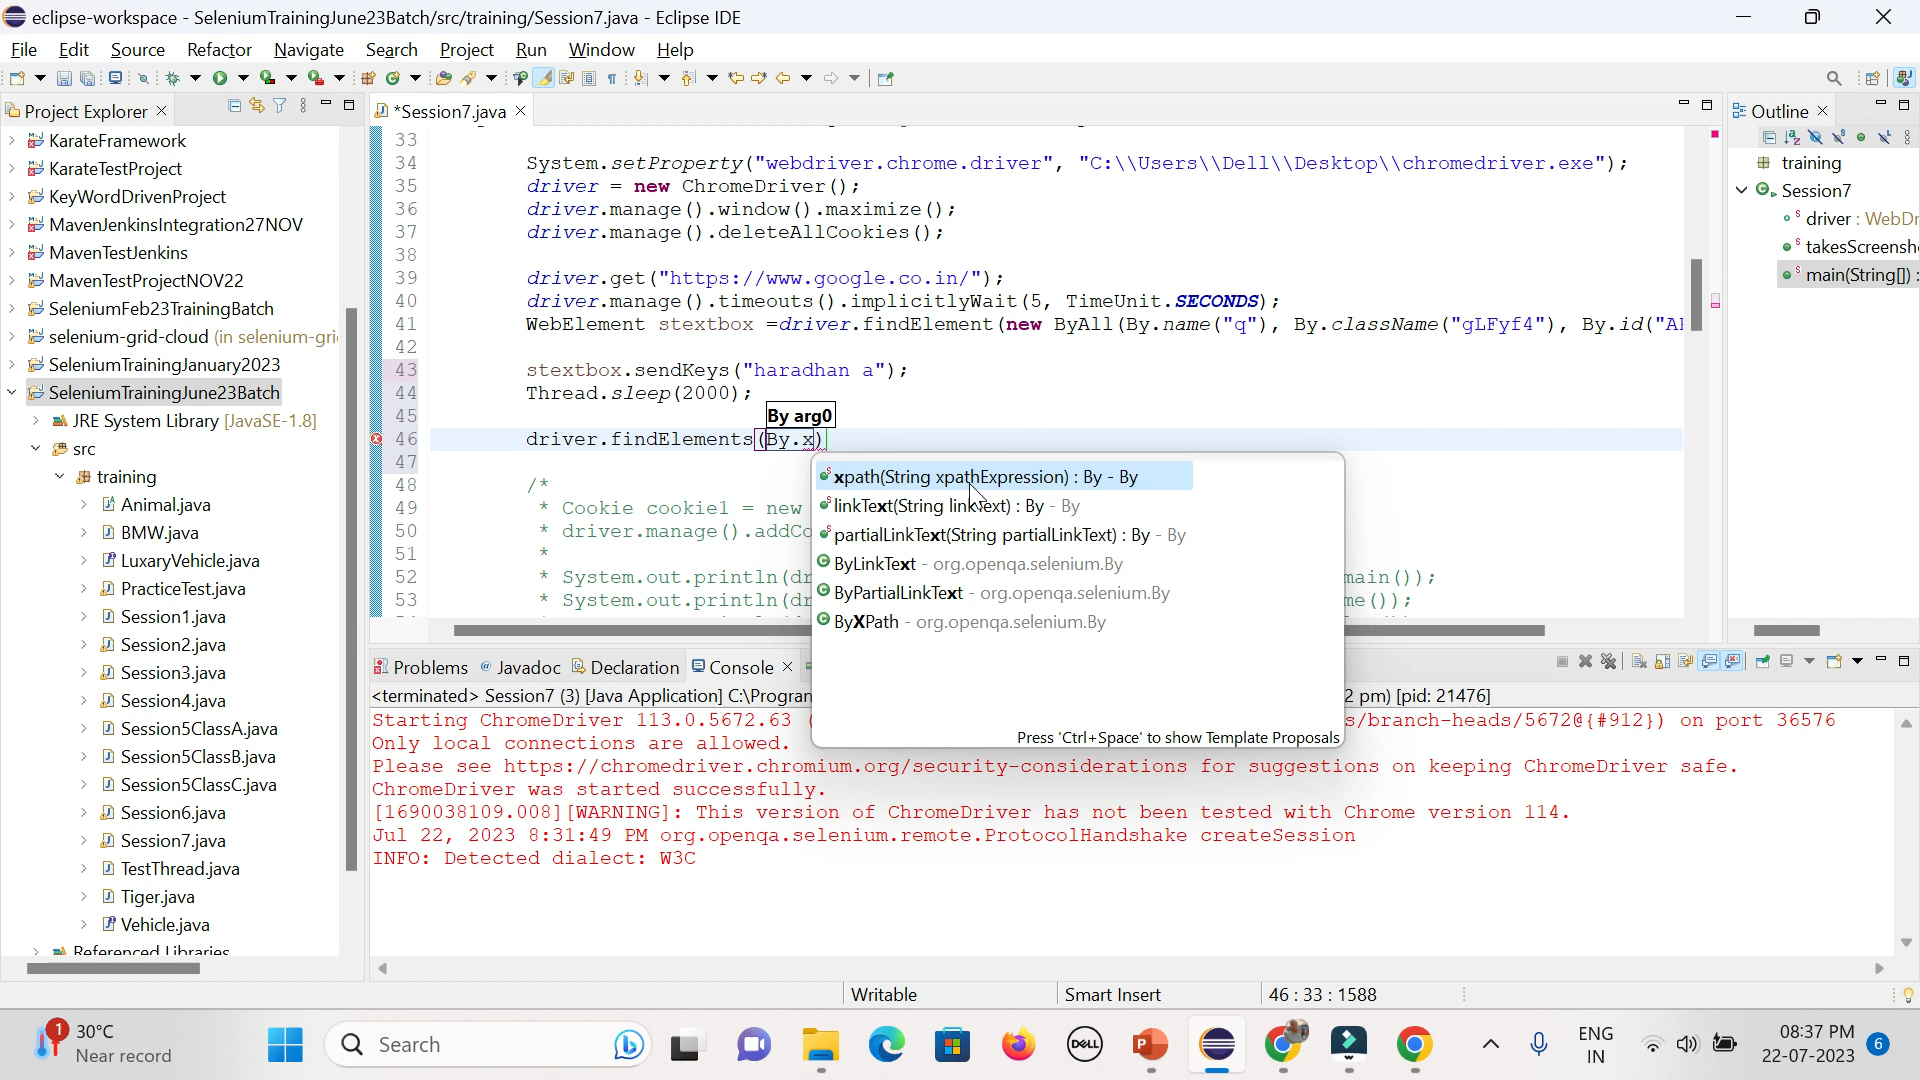 eclipse-workspace - SeleniumTrainingJune23Batch/src/training/Session7.java - Eclipse IDE
File Edit Source Refactor Navigate Search Project Run Window Help
Project Explorer
KarateFramework
KarateTestProject
KeyWordDrivenProject
MavenJenkinsIntegration27NOV
MavenTestJenkins
MavenTestProjectNOV22
SeleniumFeb23TrainingBatch
selenium-grid-cloud (in selenium-gri
SeleniumTrainingJanuary2023
SeleniumTrainingJune23Batch
JRE System Library [JavaSE-1.8]
src
training
Animal.java
BMW.java
LuxaryVehicle.java
PracticeTest.java
Session1.java
Session2.java
Session3.java
Session4.java
Session5ClassA.java
Session5ClassB.java
Session5ClassC.java
Session6.java
Session7.java
TestThread.java
Tiger.java
Vehicle.java
Referenced Libraries
*Session7.java
33
34 System.setProperty("webdriver.chrome.driver", "C:\\Users\\Dell\\Desktop\\chromedriver.exe");
35 driver = new ChromeDriver();
36 driver.manage().window().maximize();
37 driver.manage().deleteAllCookies();
38
39 driver.get("https://www.google.co.in/");
40 driver.manage().timeouts().implicitlyWait(5, TimeUnit.SECONDS);
41 WebElement stextbox =driver.findElement(new ByAll(By.name("q"), By.className("gLFyf4"), By.id("AI
42
43 stextbox.sendKeys("haradhan a");
44 Thread.sleep(2000);
45
By arg0
46 driver.findElements(By.x)
47
48 /*
49 * Cookie cookie1 = new
50 * driver.manage().addCo
51 *
52 * System.out.println(dr main());
53 * System.out.println(dr me());
xpath(String xpathExpression) : By - By
linkText(String linkText) : By - By
partialLinkText(String partialLinkText) : By - By
ByLinkText - org.openqa.selenium.By
ByPartialLinkText - org.openqa.selenium.By
ByXPath - org.openqa.selenium.By
Press 'Ctrl+Space' to show Template Proposals
Outline
training
Session7
driver : WebDr
takesScreensh
main(String[]) :
Problems Javadoc Declaration Console
<terminated> Session7 (3) [Java Application] C:\Progran 2 pm) [pid: 21476]
Starting ChromeDriver 113.0.5672.63 ( s/branch-heads/5672@{#912}) on port 36576
Only local connections are allowed.
Please see https://chromedriver.chromium.org/security-considerations for suggestions on keeping ChromeDriver safe.
ChromeDriver was started successfully.
[1690038109.008][WARNING]: This version of ChromeDriver has not been tested with Chrome version 114.
Jul 22, 2023 8:31:49 PM org.openqa.selenium.remote.ProtocolHandshake createSession
INFO: Detected dialect: W3C
Writable Smart Insert 46 : 33 : 1588
1 30°C
Near record
Search
DELL
ENG
IN
08:37 PM
22-07-2023
6